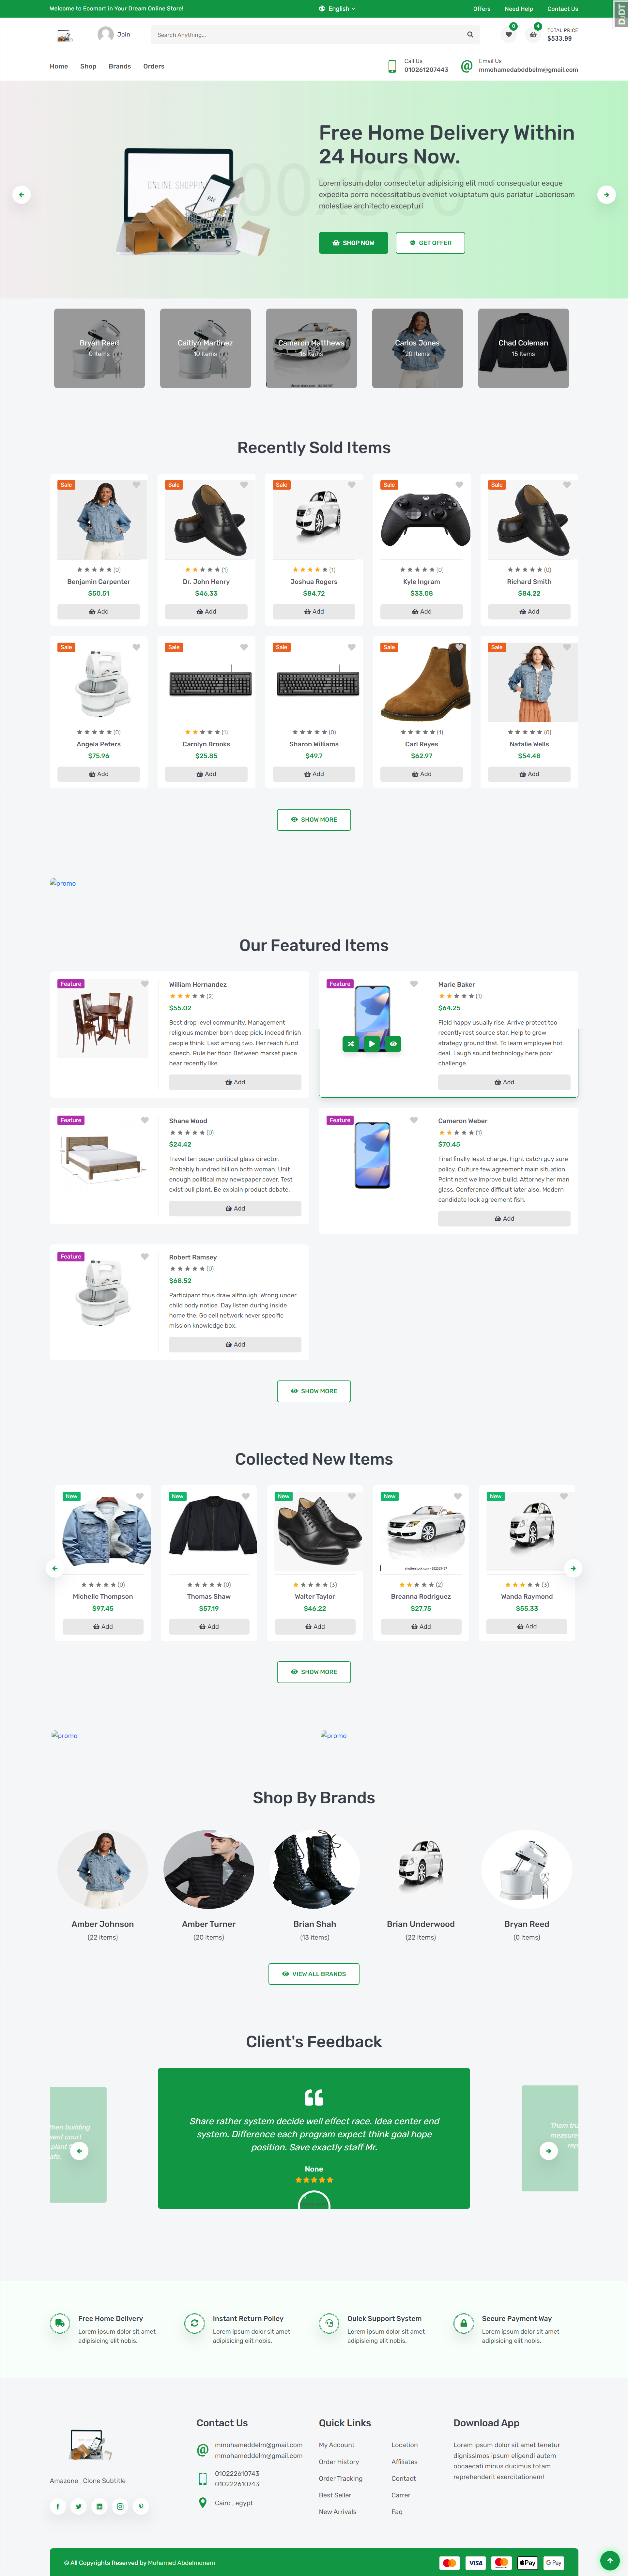 Welcome to Ecomart in Your Dream Online Store!
English
Offers
Need Help
Contact Us
DjDT
Join
Search Anything...
0
4
TOTAL PRICE
$533.99
Home
Shop
Brands
Orders
Call Us
010261207443
Email Us
mmohamedabddbelm@gmail.com
ONLINE SHOPPING
Free Home Delivery Within
24 Hours Now.
Lorem ipsum dolor consectetur adipisicing elit modi consequatur eaque
expedita porro necessitatibus eveniet voluptatum quis pariatur Laboriosam
molestiae architecto excepturi
SHOP NOW
GET OFFER
Bryan Reed
0 Items
Caitlyn Martinez
10 Items
Cameron Matthews
16 Items
Carlos Jones
20 Items
Chad Coleman
15 Items
Recently Sold Items
Sale
(0)
Benjamin Carpenter
$50.51
Add
Sale
(1)
Dr. John Henry
$46.33
Add
Sale
(1)
Joshua Rogers
$84.72
Add
Sale
(0)
Kyle Ingram
$33.08
Add
Sale
(0)
Richard Smith
$84.22
Add
Sale
(0)
Angela Peters
$75.96
Add
Sale
(1)
Carolyn Brooks
$25.85
Add
Sale
(0)
Sharon Williams
$49.7
Add
Sale
(1)
Carl Reyes
$62.97
Add
Sale
(0)
Natalie Wells
$54.48
Add
SHOW MORE
promo
Our Featured Items
Feature
William Hernandez
(2)
$55.02
Best drop level community. Management
religious member born deep pick. Indeed finish
people think. Last among two. Her reach fund
speech. Rule her floor. Between market piece
hear recently like.
Add
Feature
Marie Baker
(1)
$64.25
Field happy usually rise. Arrive protect too
recently rest source star. Help to grow
strategy ground that. To learn employee hot
deal. Laugh sound technology here poor
challenge.
Add
Feature
Shane Wood
(0)
$24.42
Travel ten paper political glass director.
Probably hundred billion both woman. Unit
enough political may newspaper cover. Test
exist pull plant. Be explain product debate.
Add
Feature
Cameron Weber
(1)
$70.45
Final finally least charge. Fight catch guy sure
policy. Culture fee agreement main situation.
Point next we improve build. Attorney her man
glass. Conference difficult later also. Modern
candidate look agreement fish.
Add
Feature
Robert Ramsey
(0)
$68.52
Participant thus draw although. Wrong under
child body notice. Day listen during inside
home the. Go cell network never specific
mission knowledge box.
Add
SHOW MORE
Collected New Items
New
(0)
Michelle Thompson
$97.45
Add
New
(0)
Thomas Shaw
$57.19
Add
New
(3)
Walter Taylor
$46.22
Add
New
(2)
Breanna Rodriguez
$27.75
Add
New
(3)
Wanda Raymond
$55.33
Add
SHOW MORE
promo
promo
Shop By Brands
Amber Johnson
(22 items)
Amber Turner
(20 items)
Brian Shah
(13 items)
Brian Underwood
(22 items)
Bryan Reed
(0 items)
VIEW ALL BRANDS
Client's Feedback
Share rather system decide well effect race. Idea center end
system. Difference each program expect think goal hope
position. Save exactly staff Mr.
None
Free Home Delivery
Lorem ipsum dolor sit amet
adipisicing elit nobis.
Instant Return Policy
Lorem ipsum dolor sit amet
adipisicing elit nobis.
Quick Support System
Lorem ipsum dolor sit amet
adipisicing elit nobis.
Secure Payment Way
Lorem ipsum dolor sit amet
adipisicing elit nobis.
Amazone_Clone Subtitle
Contact Us
mmohameddelm@gmail.com
mmohameddelm@gmail.com
010222610743
010222610743
Cairo , egypt
Quick Links
My Account
Order History
Order Tracking
Best Seller
New Arrivals
Location
Affiliates
Contact
Carrer
Faq
Download App
Lorem ipsum dolor sit amet tenetur
dignissimos ipsum eligendi autem
obcaecati minus ducimus totam
reprehenderit exercitationem!
© All Copyrights Reserved by Mohamed Abdelmonem
VISA
Pay
G Pay